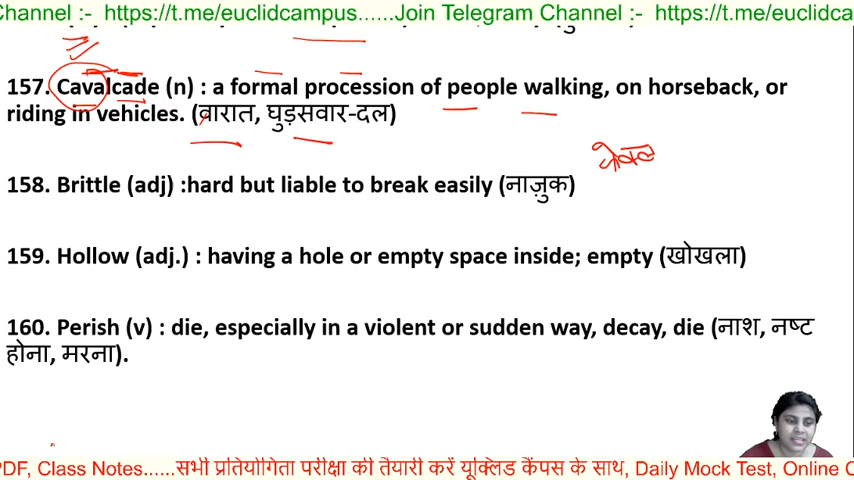 Channel :- https://t.me/euclidcampus......Join Telegram Channel :- https://t.me/euclidca
157. Cavalcade (n) : a formal procession of people walking, on horseback, or
riding in vehicles. (वारात, घुड़सवार-दल)
158. Brittle (adj) :hard but liable to break easily (नाज़ुक)
159. Hollow (adj.) : having a hole or empty space inside; empty (खोखला)
160. Perish (v) : die, especially in a violent or sudden way, decay, die (नाश, नष्ट
होना, मरना).
PDF, Class Notes......सभी प्रतियोगिता परीक्षा की तैयारी करें यूक्लिड कैंपस के साथ, Daily Mock Test, Online C